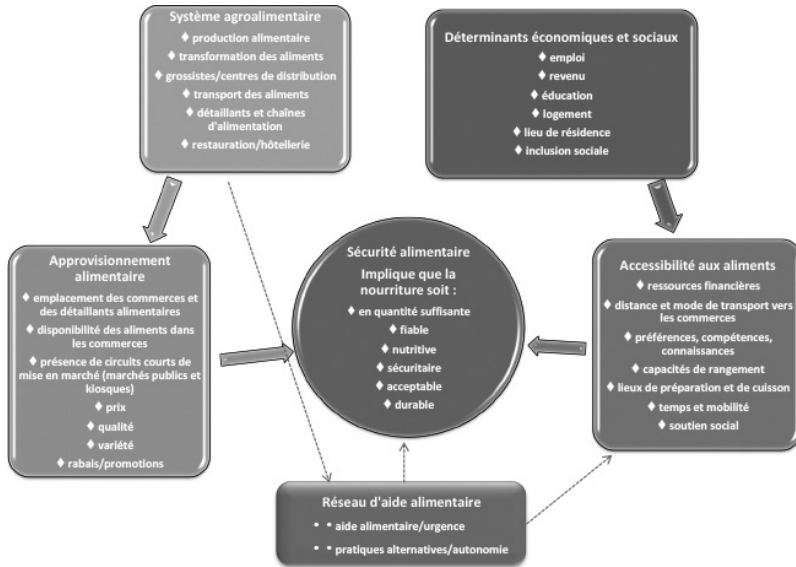 Système agroalimentaire
♦ production alimentaire
♦ transformation des aliments
♦ grossistes/centres de distribution
♦ transport des aliments
♦ détaillants et chaînes
d'alimentation
♦ restauration/hôtellerie
Déterminants économiques et sociaux
♦ emploi
♦ revenu
♦ éducation
♦ logement
♦ lieu de résidence
♦ inclusion sociale
Approvisionnement
alimentaire
♦ emplacement des commerces et
des détaillants alimentaires
♦ disponibilité des aliments dans
les commerces
♦ présence de circuits courts de
mise en marché (marchés publics et
kiosques)
♦ prix
♦ qualité
♦ variété
♦ rabais/promotions
Sécurité alimentaire
Implique que la
nourriture soit :
♦ en quantité suffisante
♦ fiable
♦ nutritive
♦ sécuritaire
♦ acceptable
♦ durable
Accessibilité aux aliments
♦ ressources financières
♦ distance et mode de transport vers
les commerces
♦ préférences, compétences,
connaissances
♦ capacités de rangement
♦ lieux de préparation et de cuisson
♦ temps et mobilité
♦ soutien social
Réseau d'aide alimentaire
• • aide alimentaire/urgence
• • pratiques alternatives/autonomie